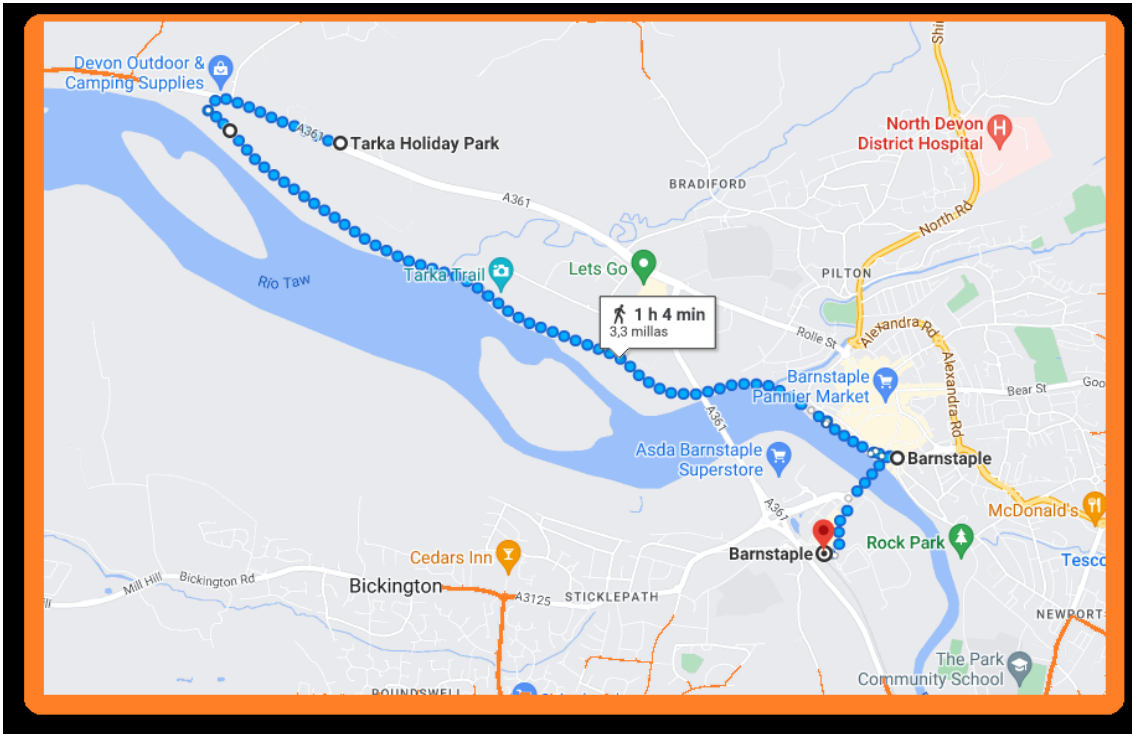 Devon Outdoor &
Camping Supplies
A361
Tarka Holiday Park
North Devon
District Hospital
BRADIFORD
A361
North Rd
Río Taw
Tarka Trail
Lets Go
PILTON
1 h 4 min
3,3 millas
Rolle St
Alexandra Rd
Alexandra Rd
Barnstaple
Pannier Market
Bear St
Goo
A361
Asda Barnstaple
Superstore
Barnstaple
A361
McDonald's
Rock Park
Barnstaple
Tesco
Cedars Inn
Mill Hill
Bickington Rd
Bickington
A3125
STICKLEPATH
NEWPORT
The Park
Community School
ROUNDSWELL